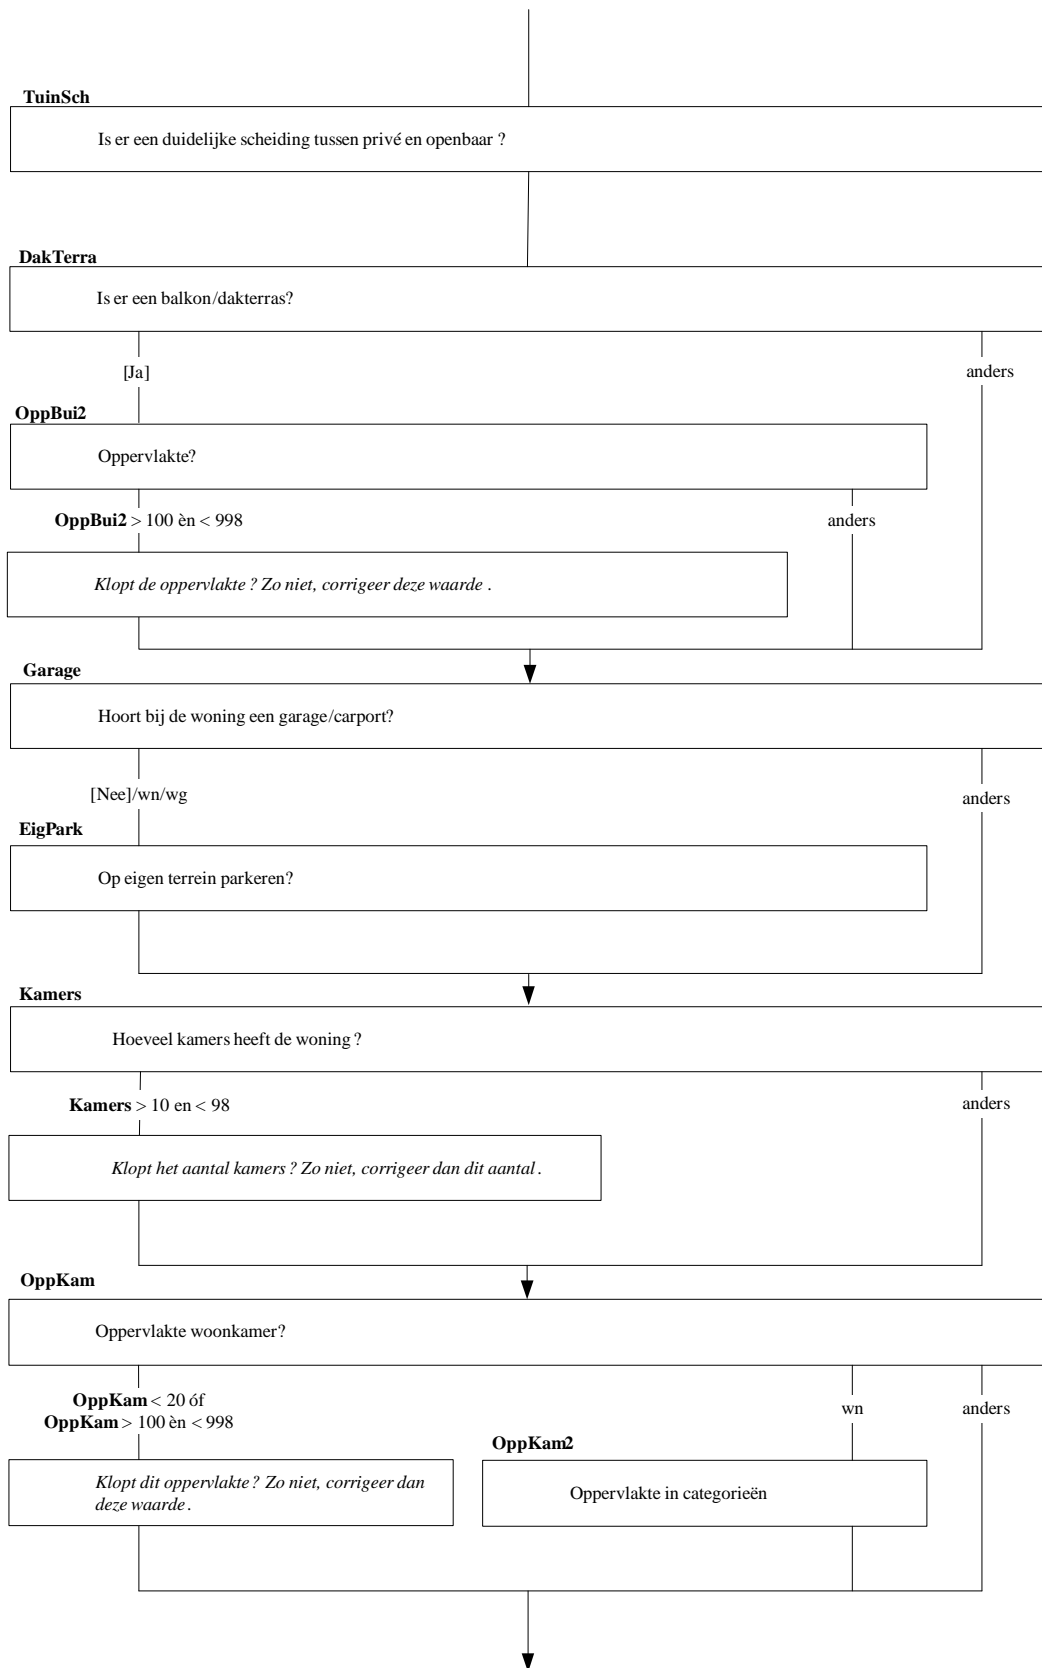 TuinSch
Is er een duidelijke scheiding tussen privé en openbaar ?
DakTerra
Is er een balkon/dakterras?
[Ja]
anders
OppBui2
Oppervlakte?
OppBui2 > 100 èn < 998
anders
Klopt de oppervlakte ? Zo niet, corrigeer deze waarde .
Garage
Hoort bij de woning een garage/carport?
[Nee]/wn/wg
anders
EigPark
Op eigen terrein parkeren?
Kamers
Hoeveel kamers heeft de woning ?
Kamers > 10 en < 98
anders
Klopt het aantal kamers ? Zo niet, corrigeer dan dit aantal .
OppKam
Oppervlakte woonkamer?
OppKam < 20 óf
OppKam > 100 èn < 998
wn
anders
OppKam2
Klopt dit oppervlakte ? Zo niet, corrigeer dan
deze waarde .
Oppervlakte in categorieën